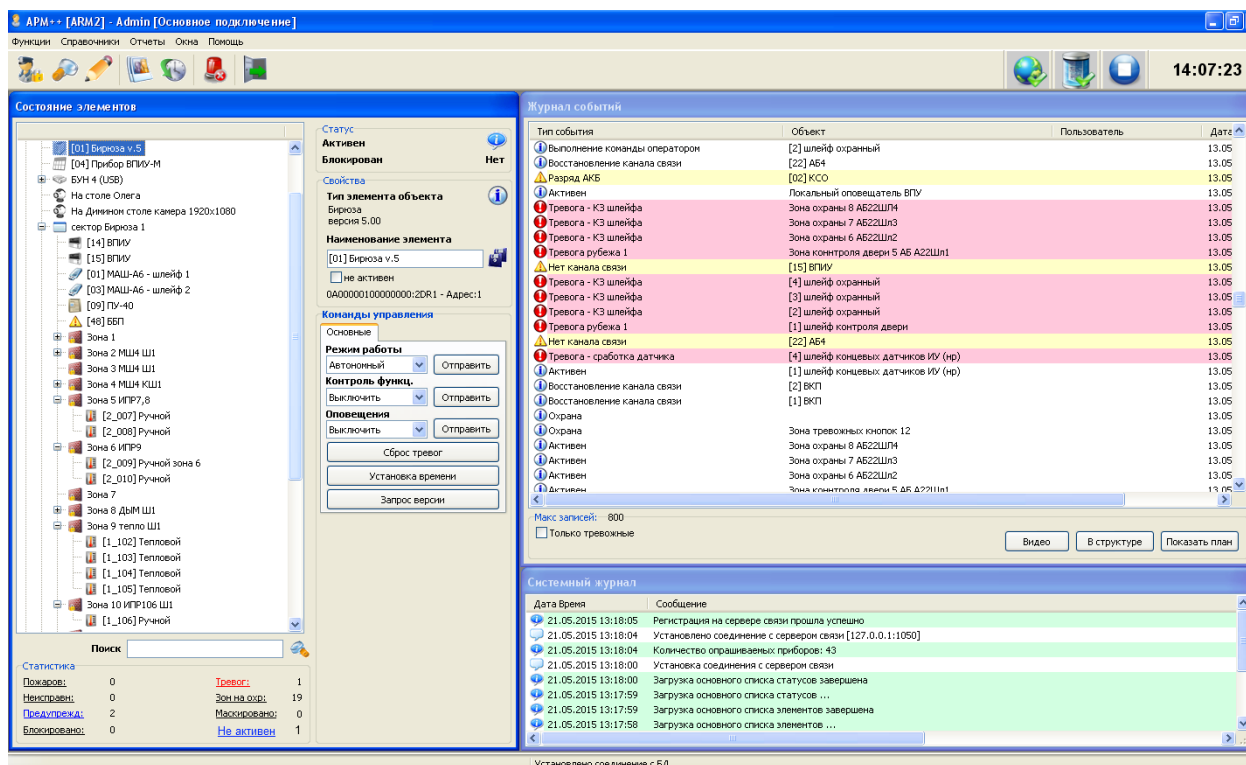 АРМ++ [ARM2] - Admin [Основное подключение]
Функции Справочники Отчеты Окна Помощь
14:07:23
Состояние элементов
[01] Бирюза v.5
[04] Прибор ВПИУ-М
БУН 4 (USB)
На столе Олега
На Димином столе камера 1920x1080
сектор Бирюза 1
[14] ВПИУ
[15] ВПИУ
[01] МАШ-А6 - шлейф 1
[03] МАШ-А6 - шлейф 2
[09] ПУ-40
[48] ББП
Зона 1
Зона 2 МШ4 Ш1
Зона 3 МШ4 Ш1
Зона 4 МШ4 КШ1
Зона 5 ИПР7,8
[2_007] Ручной
[2_008] Ручной
Зона 6 ИПР9
[2_009] Ручной зона 6
[2_010] Ручной
Зона 7
Зона 8 ДЫМ Ш1
Зона 9 тепло Ш1
[1_102] Тепловой
[1_103] Тепловой
[1_104] Тепловой
[1_105] Тепловой
Зона 10 ИПР106 Ш1
[1_106] Ручной
Поиск
Статистика
Пожаров: 0 Тревог: 1
Неисправн: 0 Зон на охр: 19
Предупрежд: 2 Маскировано: 0
Блокировано: 0 Не активен 1
Статус
Активен
Блокирован Нет
Свойства
Тип элемента объекта
Бирюза
версия 5.00
Наименование элемента
[01] Бирюза v.5
не активен
0A00000100000000:2DR1 - Адрес:1
Команды управления
Основные
Режим работы
Автономный Отправить
Контроль функц.
Выключить Отправить
Оповещения
Выключить Отправить
Сброс тревог
Установка времени
Запрос версии
Журнал событий
Тип события Объект Пользователь Дата
Выполнение команды оператором [2] шлейф охранный 13.05
Восстановление канала связи [22] АБ4 13.05
Разряд АКБ [02] КСО 13.05
Активен Локальный оповещатель ВПУ 13.05
Тревога - КЗ шлейфа Зона охраны 8 АБ22ШЛ4 13.05
Тревога - КЗ шлейфа Зона охраны 7 АБ22Шл3 13.05
Тревога - КЗ шлейфа Зона охраны 6 АБ22Шл2 13.05
Тревога рубежа 1 Зона коннтроля двери 5 АБ А22Шл1 13.05
Нет канала связи [15] ВПИУ 13.05
Тревога - КЗ шлейфа [4] шлейф охранный 13.05
Тревога - КЗ шлейфа [3] шлейф охранный 13.05
Тревога - КЗ шлейфа [2] шлейф охранный 13.05
Тревога рубежа 1 [1] шлейф контроля двери 13.05
Нет канала связи [22] АБ4 13.05
Тревога - сработка датчика [4] шлейф концевых датчиков ИУ (нр) 13.05
Активен [1] шлейф концевых датчиков ИУ (нр) 13.05
Восстановление канала связи [2] ВКП 13.05
Восстановление канала связи [1] ВКП 13.05
Охрана 13.05
Охрана Зона тревожных кнопок 12 13.05
Активен Зона охраны 8 АБ22ШЛ4 13.05
Активен Зона охраны 7 АБ22Шл3 13.05
Активен Зона охраны 6 АБ22Шл2 13.05
Активен Зона коннтроля двери 5 АБ А22Шл1 13.05
Макс записей: 800
Только тревожные
Видео В структуре Показать план
Системный журнал
Дата Время Сообщение
21.05.2015 13:18:05 Регистрация на сервере связи прошла успешно
21.05.2015 13:18:04 Установлено соединение с сервером связи [127.0.0.1:1050]
21.05.2015 13:18:04 Количество опрашиваемых приборов: 43
21.05.2015 13:18:00 Установка соединения с сервером связи
21.05.2015 13:18:00 Загрузка основного списка статусов завершена
21.05.2015 13:17:59 Загрузка основного списка статусов ...
21.05.2015 13:17:59 Загрузка основного списка элементов завершена
21.05.2015 13:17:58 Загрузка основного списка элементов ...
Установлено соединение с БД